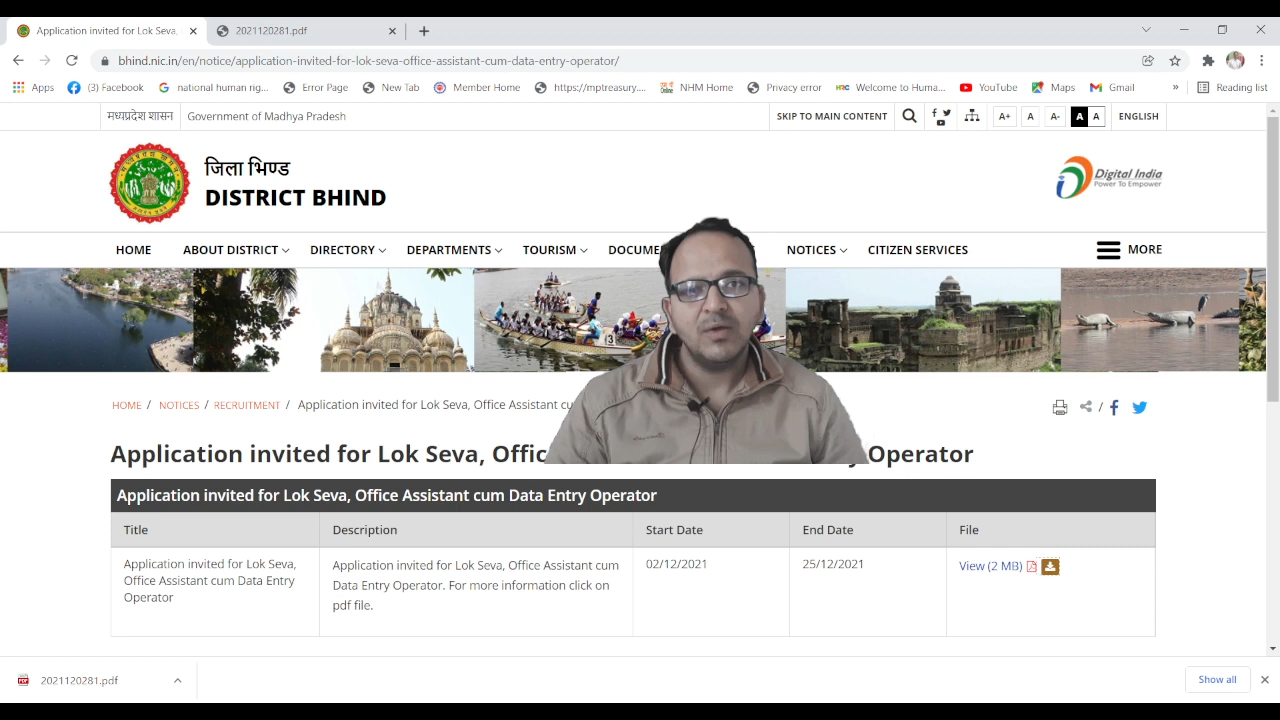 Application invited for Lok Seva,
2021120281.pdf
bhind.nic.in/en/notice/application-invited-for-lok-seva-office-assistant-cum-data-entry-operator/
Apps (3) Facebook national human rig... Error Page New Tab Member Home https://mptreasury.... NHM Home Privacy error Welcome to Huma... YouTube Maps Gmail » Reading list
मध्यप्रदेश शासन Government of Madhya Pradesh SKIP TO MAIN CONTENT A+ A A- A A ENGLISH
जिला भिण्ड
DISTRICT BHIND
Digital India
Power To Empower
HOME ABOUT DISTRICT DIRECTORY DEPARTMENTS TOURISM DOCUME NOTICES CITIZEN SERVICES MORE
3
HOME / NOTICES / RECRUITMENT / Application invited for Lok Seva, Office Assistant cu
/
Application invited for Lok Seva, Offic Operator
Application invited for Lok Seva, Office Assistant cum Data Entry Operator
Title Description Start Date End Date File
Application invited for Lok Seva,
Office Assistant cum Data Entry
Operator
Application invited for Lok Seva, Office Assistant cum
Data Entry Operator. For more information click on
pdf file.
02/12/2021 25/12/2021 View (2 MB)
2021120281.pdf Show all